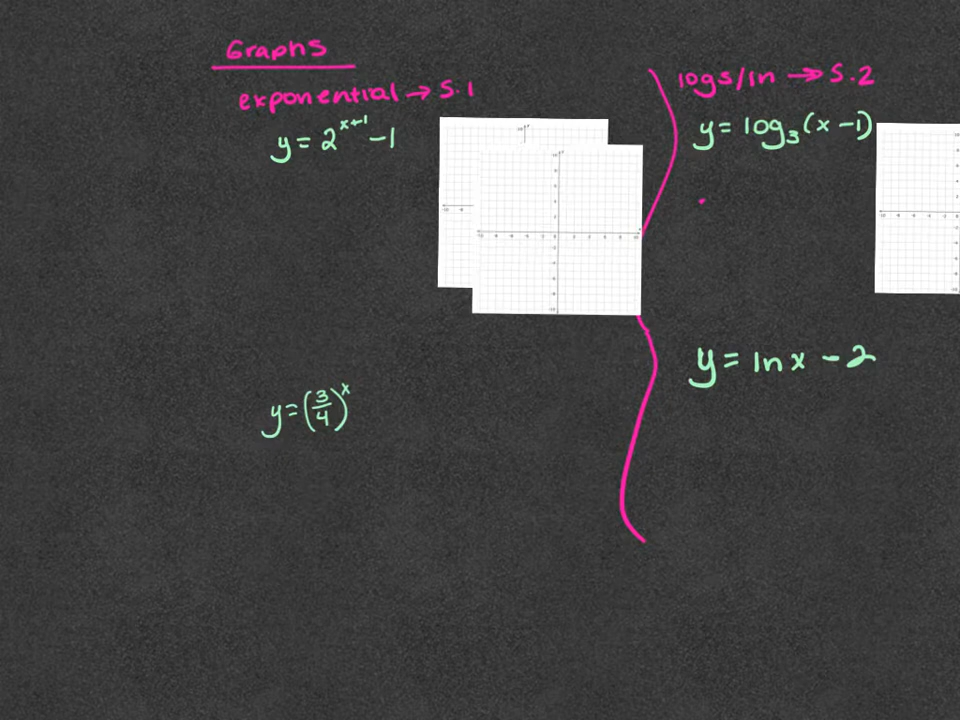 Graphs
exponential → 5.1
y = 2^{x+1} - 1
y = (3/4)^x
logs/ln → 5.2
y = log₃(x - 1)
y = ln x - 2